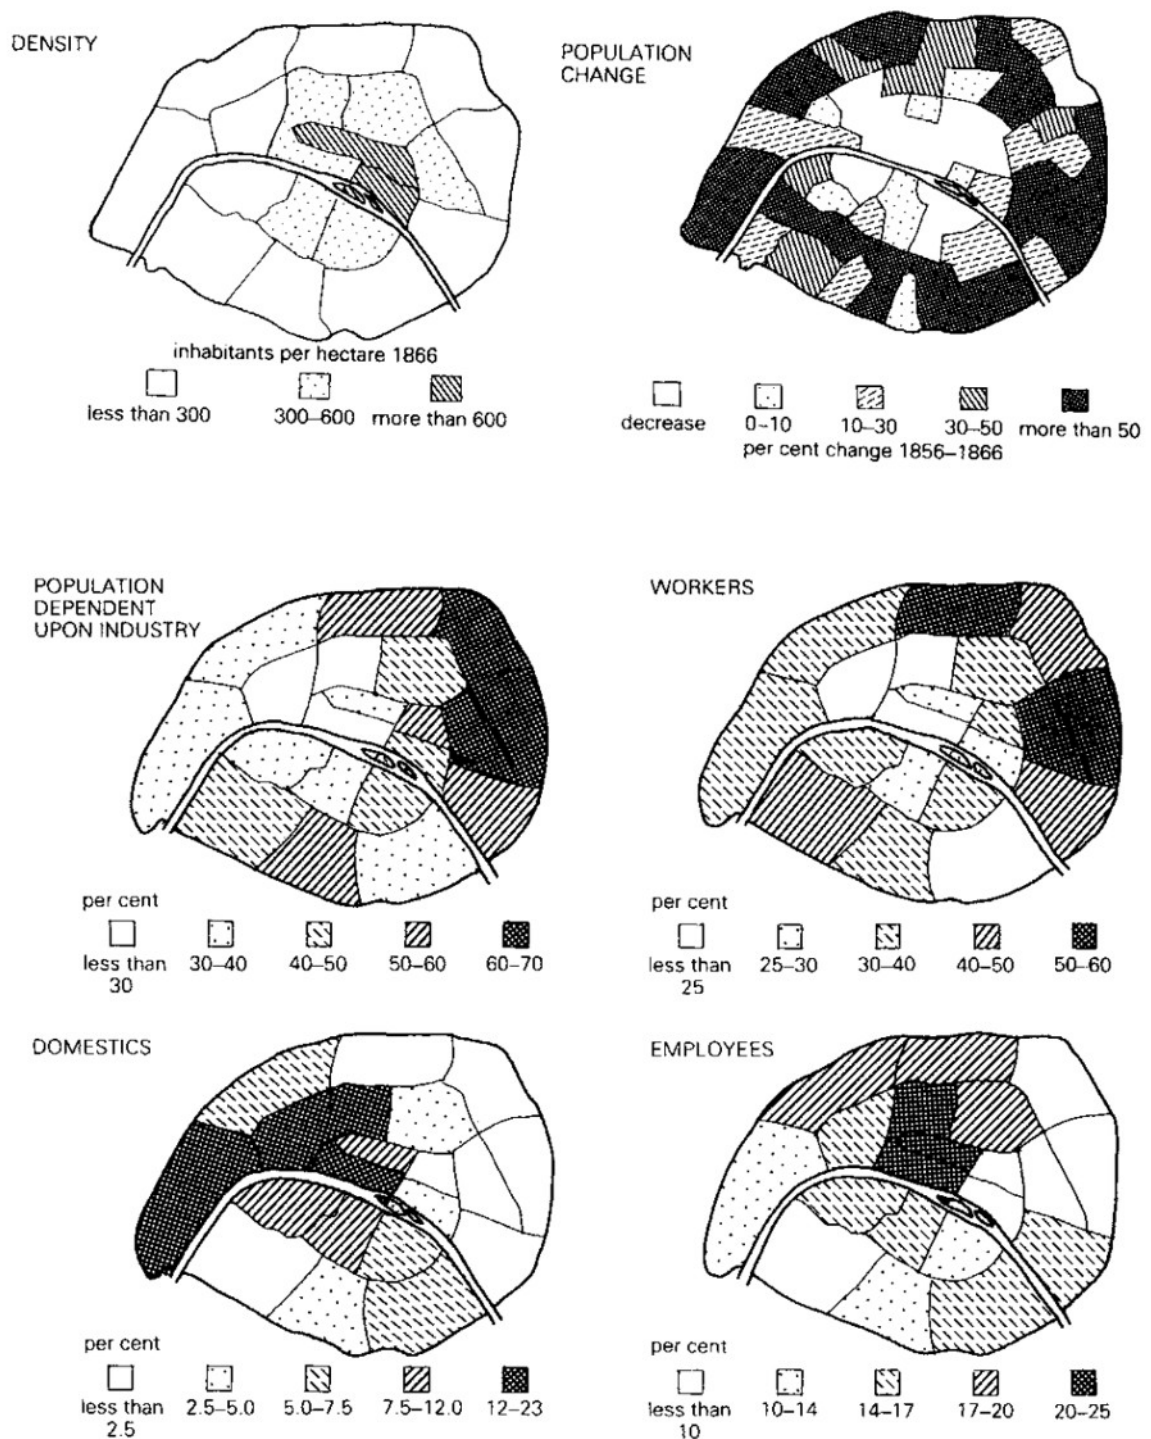 DENSITY
POPULATION
CHANGE
inhabitants per hectare 1866
less than 300 300–600 more than 600
decrease 0–10 10–30 30–50 more than 50
per cent change 1856–1866
POPULATION
DEPENDENT
UPON INDUSTRY
WORKERS
per cent
less than 30–40 40–50 50–60 60–70
30
per cent
less than 25–30 30–40 40–50 50–60
25
DOMESTICS
EMPLOYEES
per cent
less than 2.5–5.0 5.0–7.5 7.5–12.0 12–23
2.5
per cent
less than 10–14 14–17 17–20 20–25
10